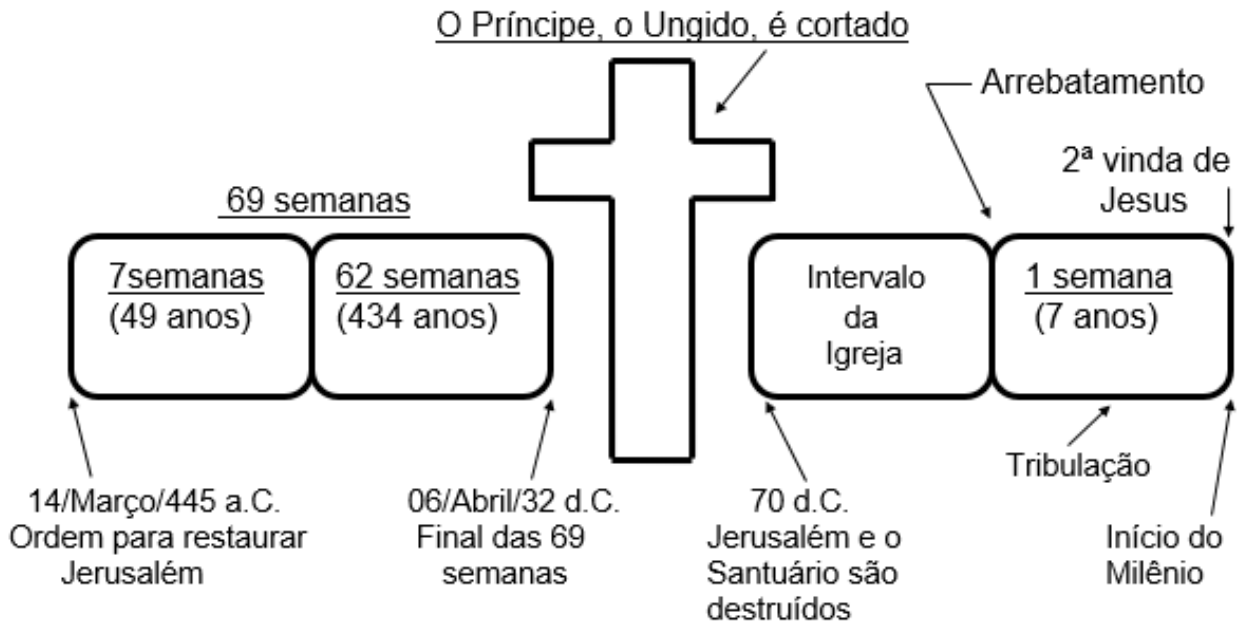 O Príncipe, o Ungido, é cortado
Arrebatamento
2ª vinda de
Jesus
69 semanas
7semanas
(49 anos)
62 semanas
(434 anos)
Intervalo
da
Igreja
1 semana
(7 anos)
Tribulação
14/Março/445 a.C.
Ordem para restaurar
Jerusalém
06/Abril/32 d.C.
Final das 69
semanas
70 d.C.
Jerusalém e o
Santuário são
destruídos
Início do
Milênio